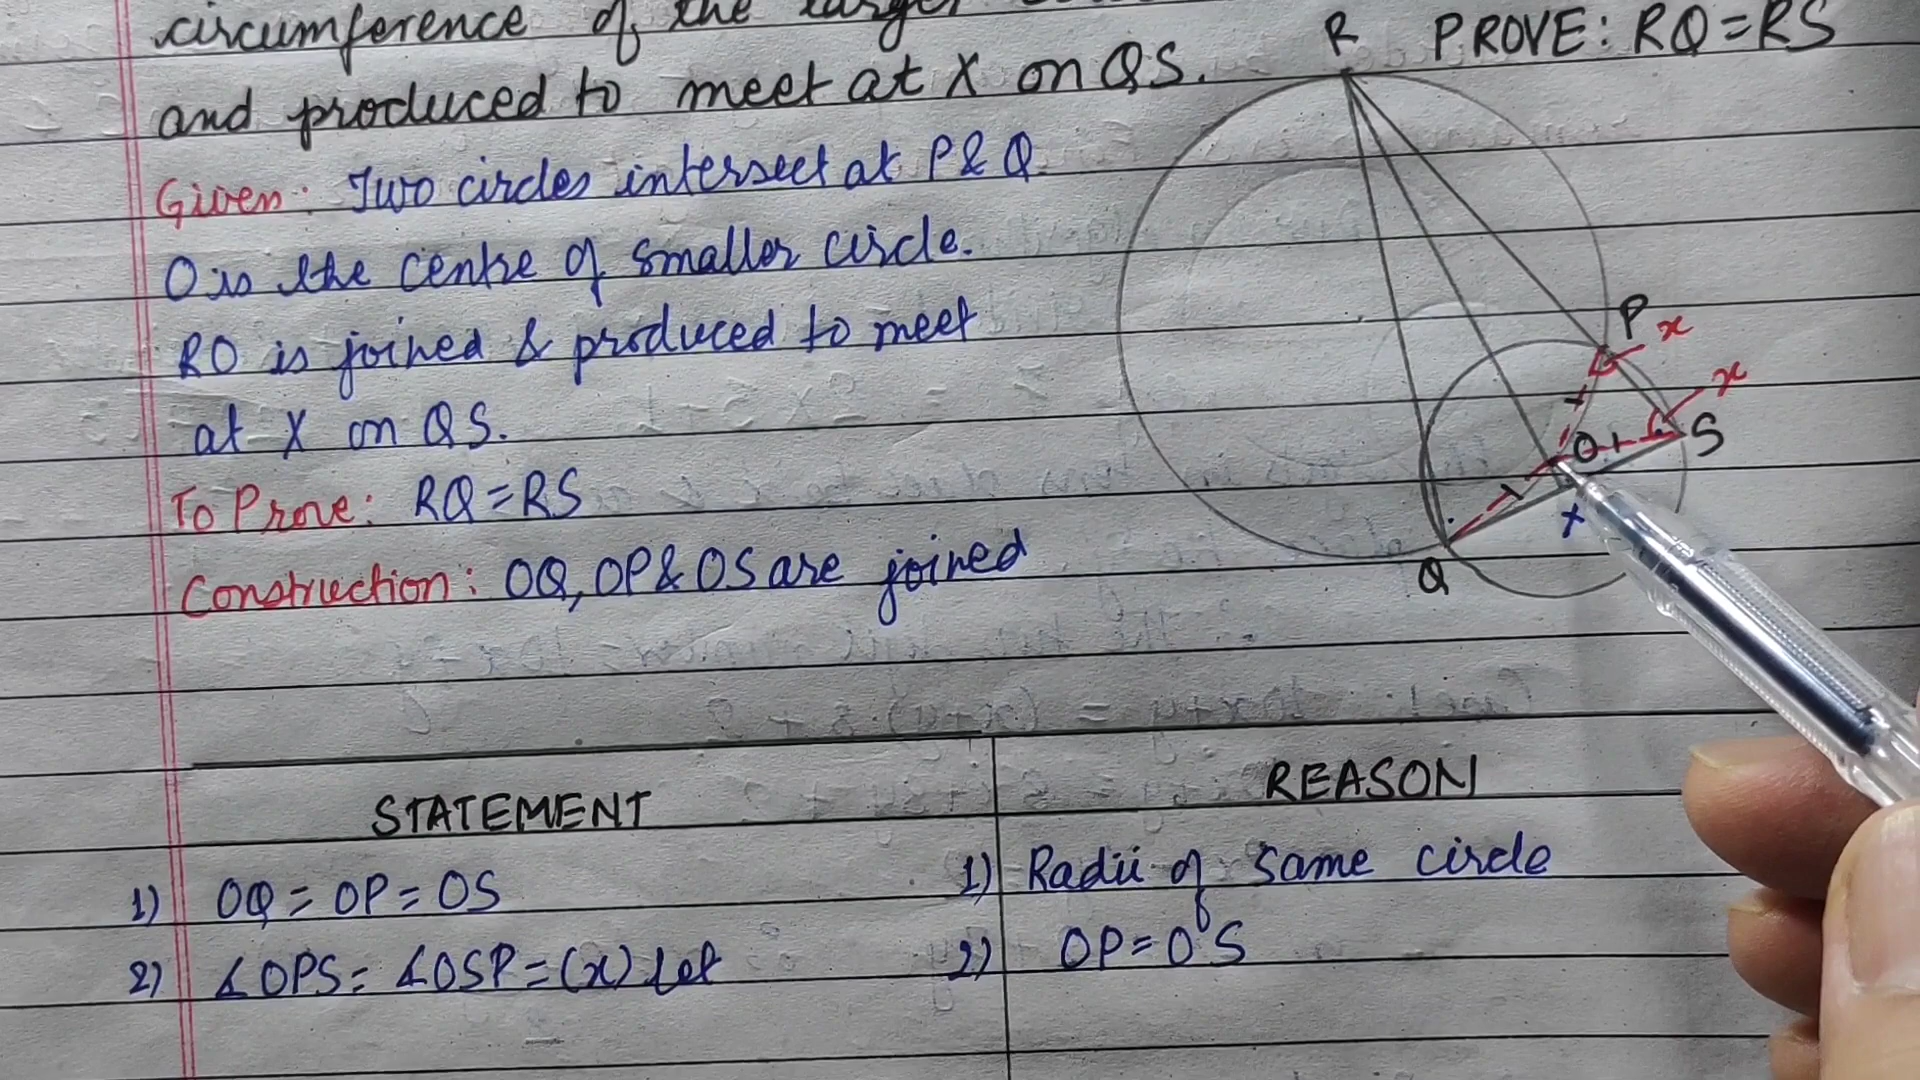 circumference of the larger
and produced to meet at X on QS.
R PROVE: RQ=RS
Given: Two circles intersect at P & Q
O is the centre of smaller circle.
RO is joined & produced to meet
at X on QS.
To Prove: RQ=RS
Construction: OQ, OP & OS are joined
P x
x
O S
X
Q
STATEMENT REASON
1) OQ = OP = OS 1) Radii of same circle
2) ∠OPS = ∠OSP = (x) let 2) OP = OS